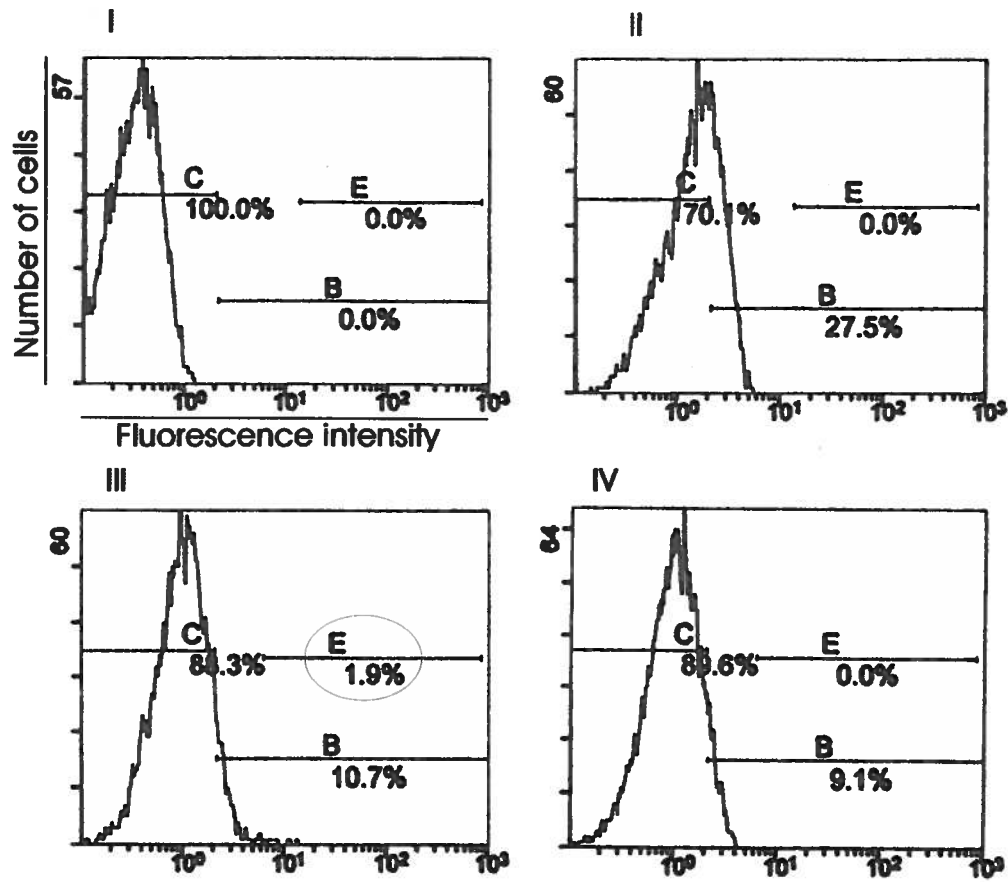 I
57
Number of cells
C
100.0%
E
0.0%
B
0.0%
10⁰ 10¹ 10² 10³
Fluorescence intensity
II
60
C
70.1%
E
0.0%
B
27.5%
10⁰ 10¹ 10² 10³
III
60
C
E
1.9%
B
10.7%
10⁰ 10¹ 10² 10³
IV
64
C
E
0.0%
B
9.1%
10⁰ 10¹ 10² 10³